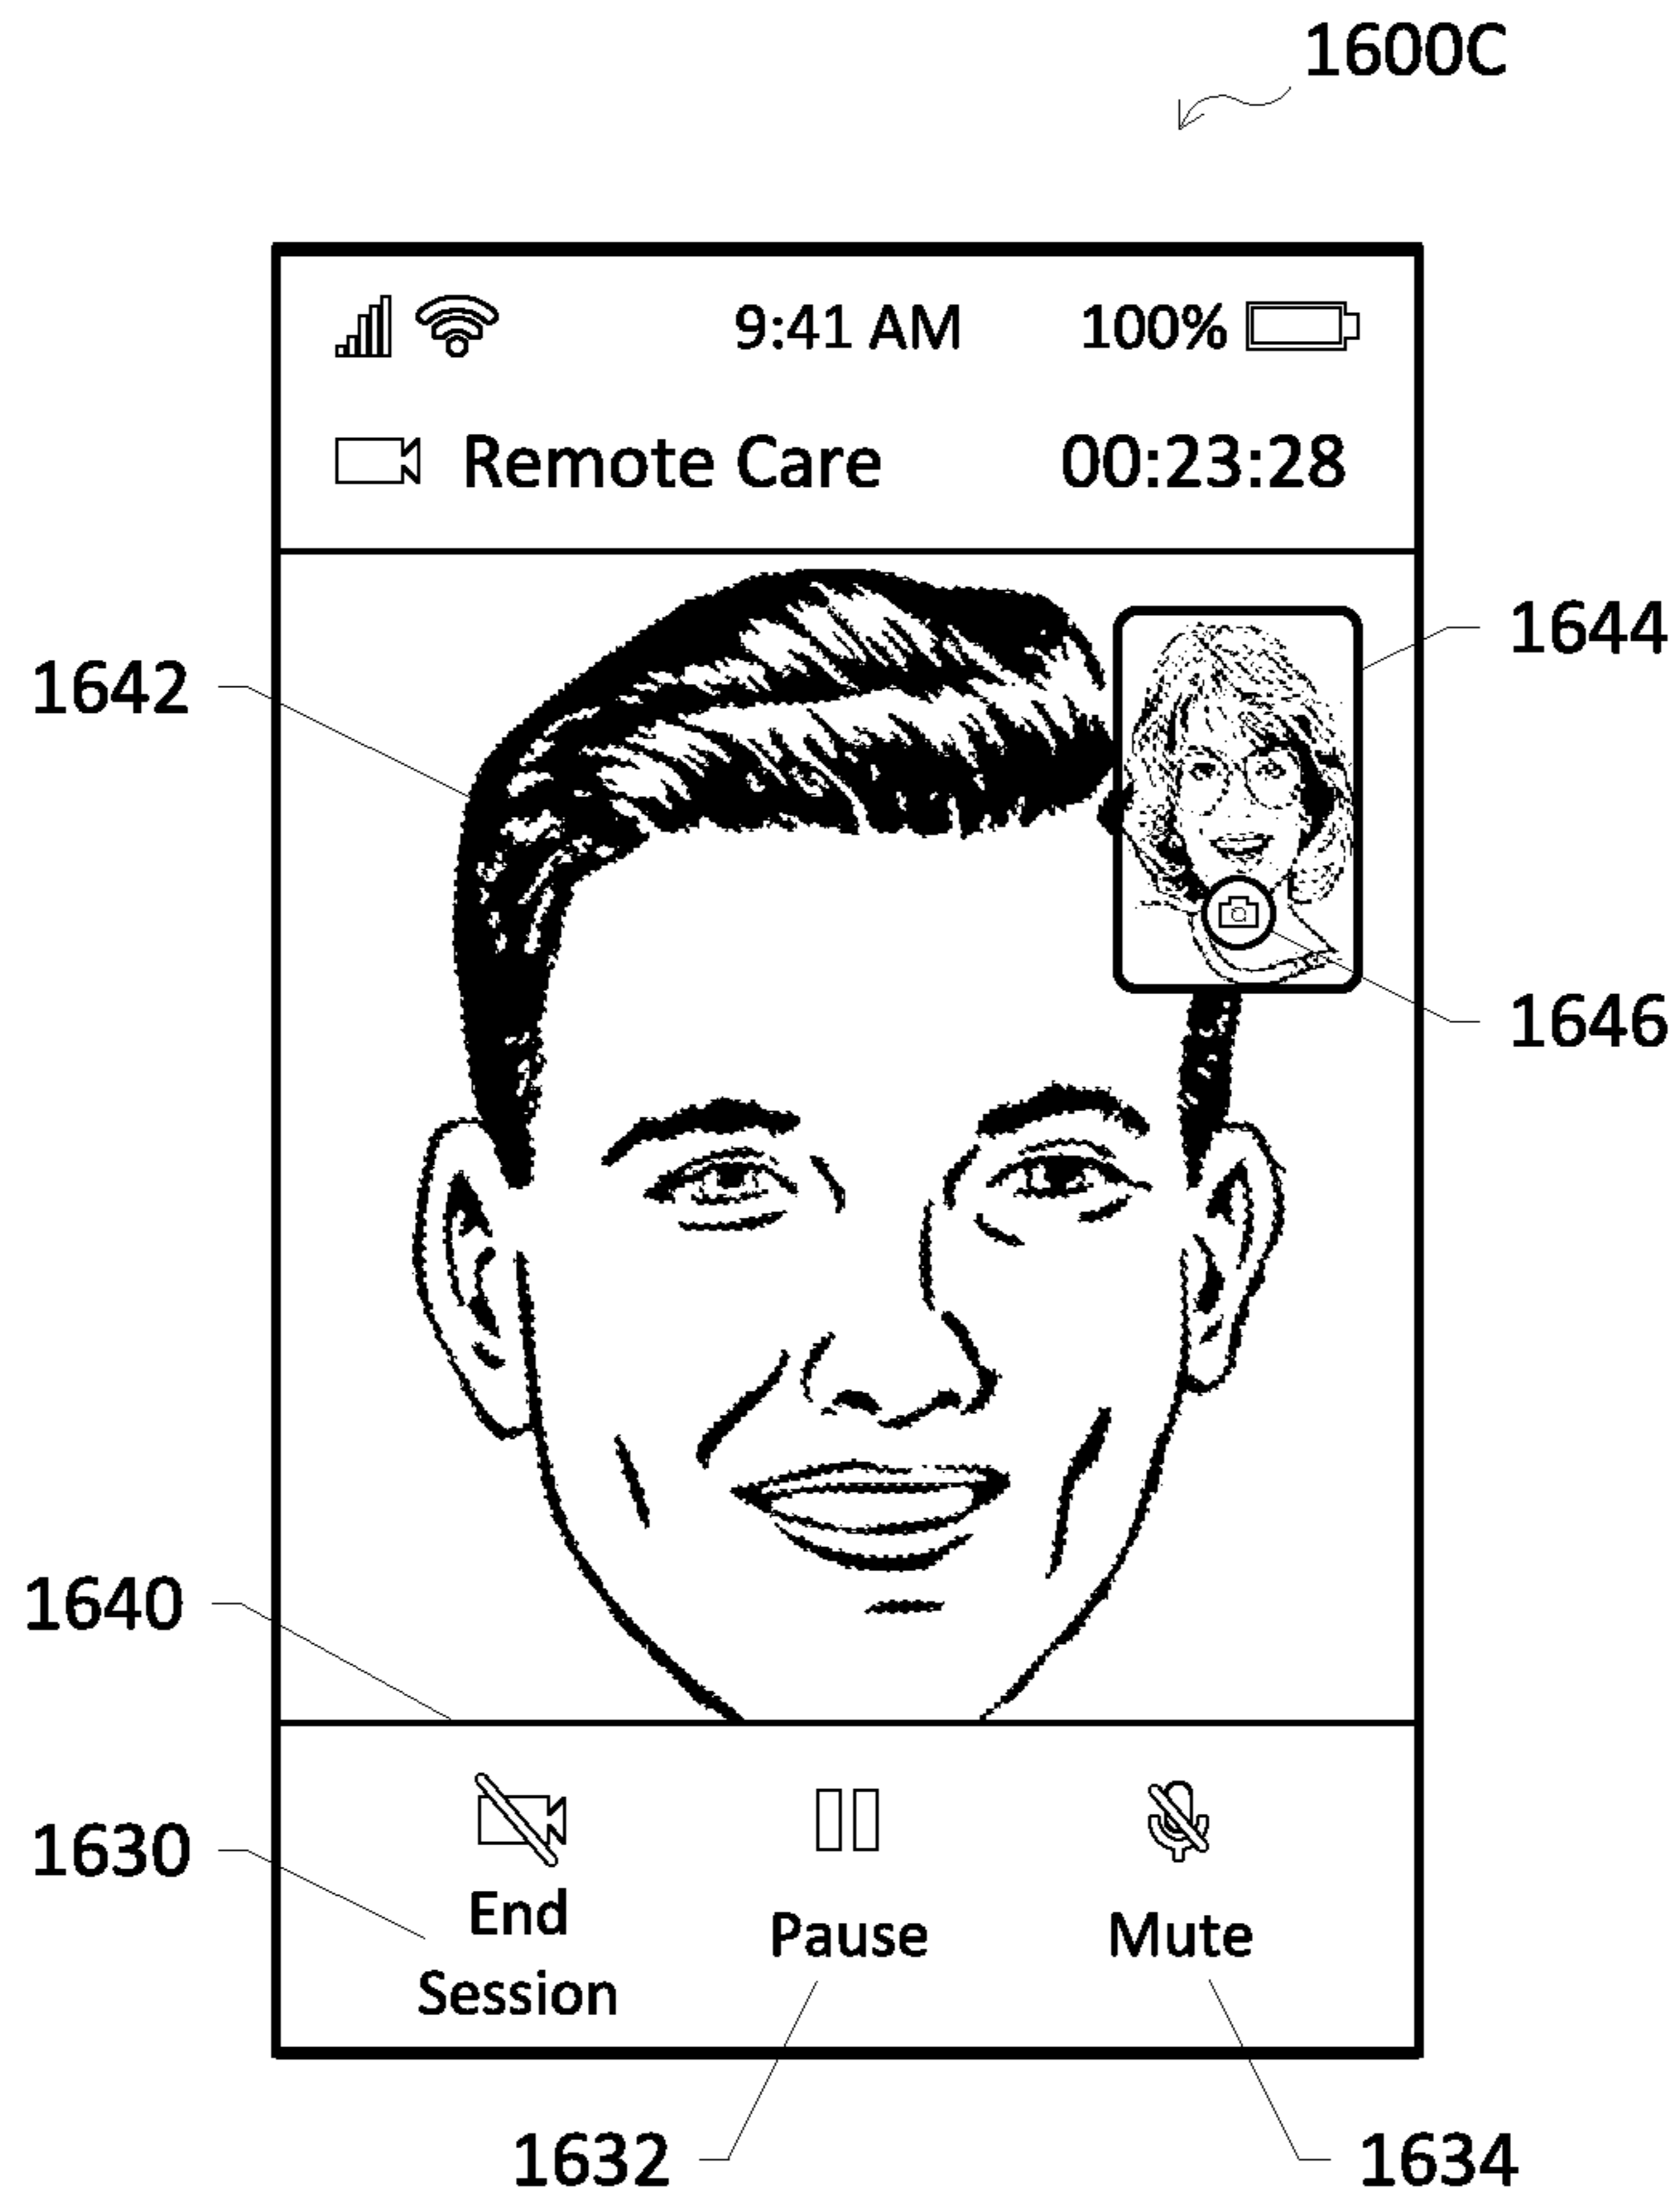 1600C
9:41 AM 100%
Remote Care 00:23:28
1644
1642
1646
1640
1630
End
Session
Pause
Mute
1632
1634